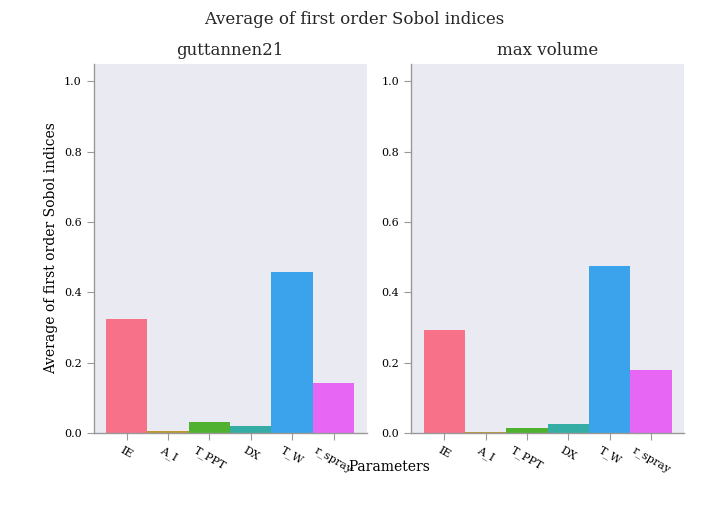 Average of first order Sobol indices
guttannen21
max volume
Average of first order Sobol indices
1.0
0.8
0.6
0.4
0.2
0.0
1.0
0.8
0.6
0.4
0.2
0.0
IE A_I T_PPT DX T_W r_spray
IE A_I T_PPT DX T_W r_spray
Parameters